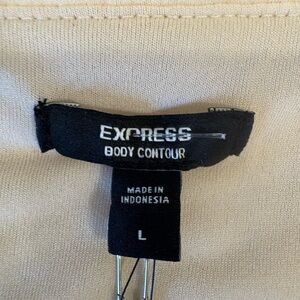 EXPRESS
BODY CONTOUR
MADE IN
INDONESIA
L